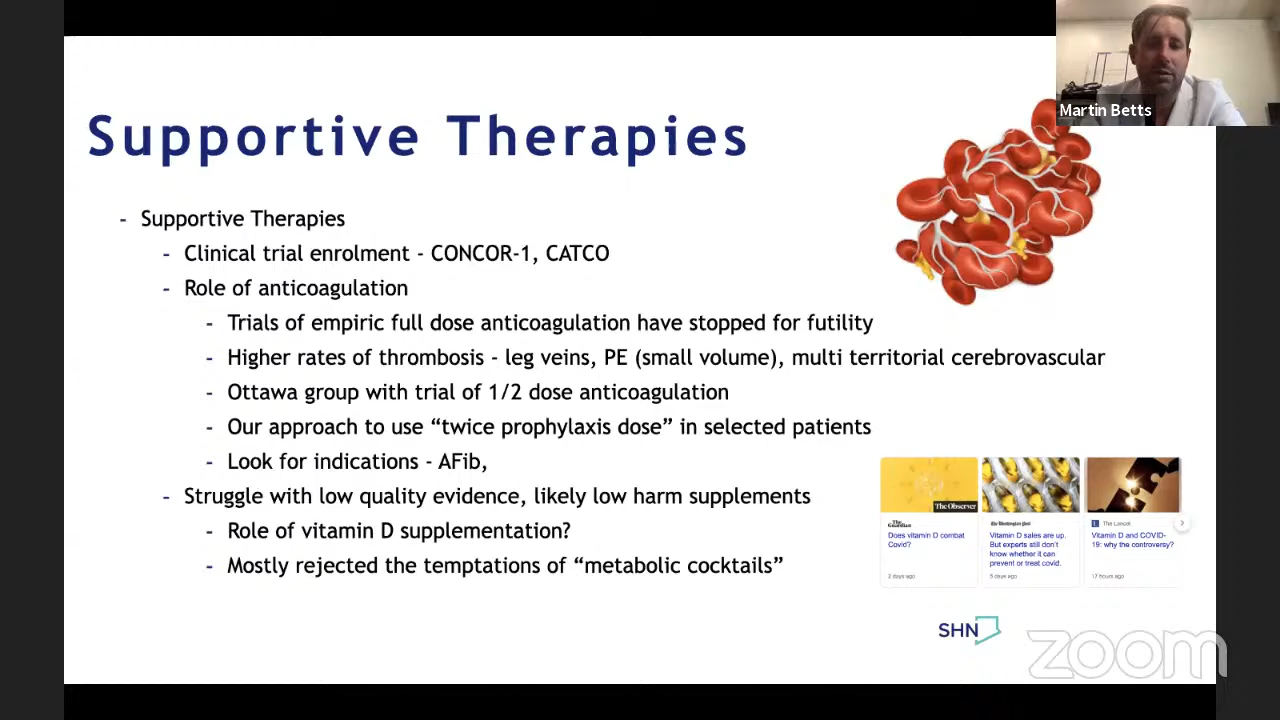 Martin Betts
Supportive Therapies
- Supportive Therapies
- Clinical trial enrolment - CONCOR-1, CATCO
- Role of anticoagulation
- Trials of empiric full dose anticoagulation have stopped for futility
- Higher rates of thrombosis - leg veins, PE (small volume), multi territorial cerebrovascular
- Ottawa group with trial of 1/2 dose anticoagulation
- Our approach to use “twice prophylaxis dose” in selected patients
- Look for indications - AFib,
- Struggle with low quality evidence, likely low harm supplements
- Role of vitamin D supplementation?
- Mostly rejected the temptations of “metabolic cocktails”
The Observer
The
Guardian
Does vitamin D combat
Covid?
2 days ago
The Washington Post
Vitamin D sales are up.
But experts still don't
know whether it can
prevent or treat covid.
5 days ago
The Lancet
Vitamin D and COVID-
19: why the controversy?
17 hours ago
SHN
zoom